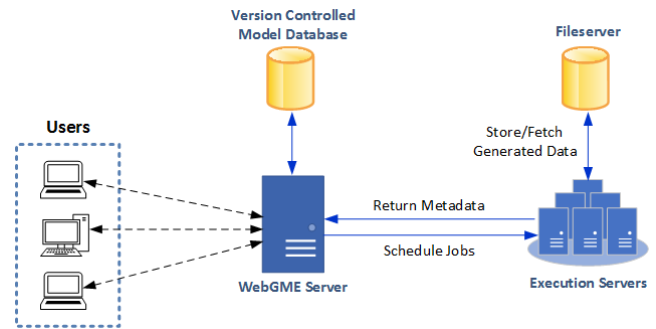 Version Controlled
Model Database
Fileserver
Users
Store/Fetch
Generated Data
Return Metadata
Schedule Jobs
WebGME Server
Execution Servers